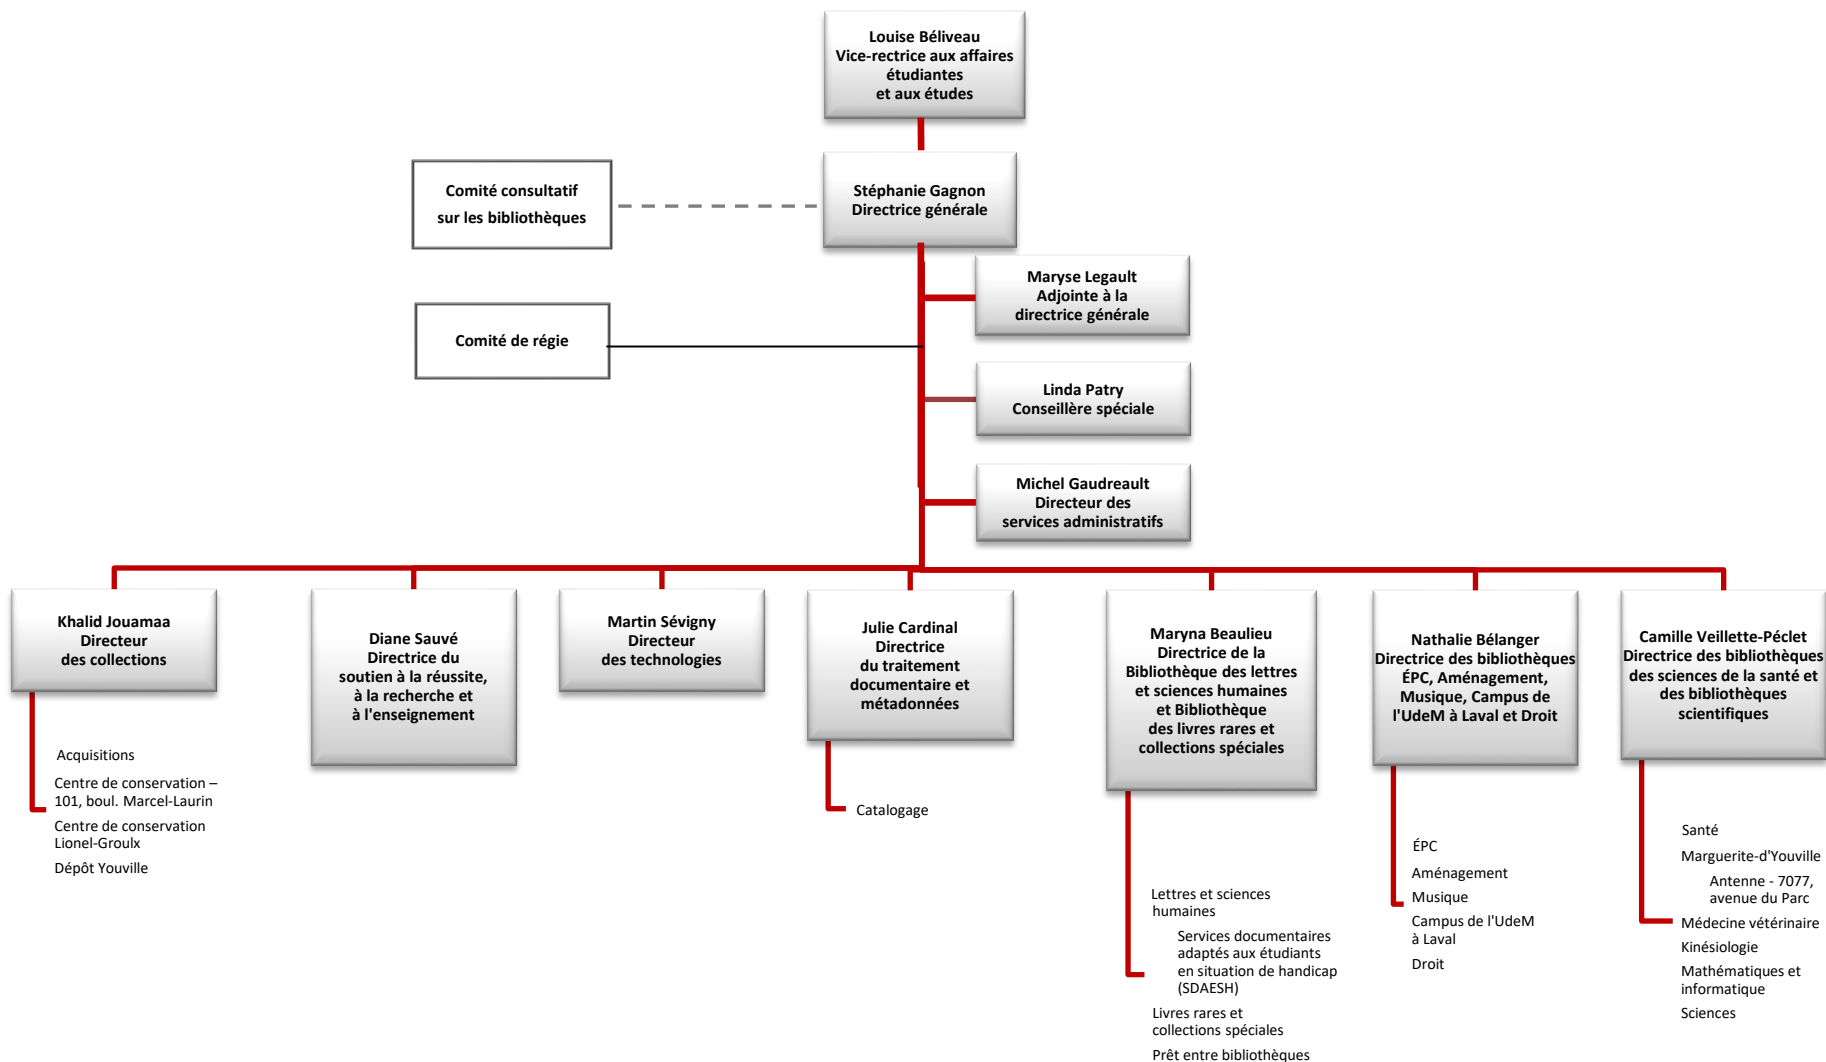 Louise Béliveau
Vice-rectrice aux affaires
étudiantes
et aux études
Comité consultatif
sur les bibliothèques
Stéphanie Gagnon
Directrice générale
Maryse Legault
Adjointe à la
directrice générale
Comité de régie
Linda Patry
Conseillère spéciale
Michel Gaudreault
Directeur des
services administratifs
Khalid Jouamaa
Directeur
des collections
Acquisitions
Centre de conservation –
101, boul. Marcel-Laurin
Centre de conservation
Lionel-Groulx
Dépôt Youville
Diane Sauvé
Directrice du
soutien à la réussite,
à la recherche et
à l'enseignement
Martin Sévigny
Directeur
des technologies
Julie Cardinal
Directrice
du traitement
documentaire et
métadonnées
Catalogage
Maryna Beaulieu
Directrice de la
Bibliothèque des lettres
et sciences humaines
et Bibliothèque
des livres rares et
collections spéciales
Lettres et sciences
humaines
Services documentaires
adaptés aux étudiants
en situation de handicap
(SDAESH)
Livres rares et
collections spéciales
Prêt entre bibliothèques
Nathalie Bélanger
Directrice des bibliothèques
ÉPC, Aménagement,
Musique, Campus de
l'UdeM à Laval et Droit
ÉPC
Aménagement
Musique
Campus de l'UdeM
à Laval
Droit
Camille Veillette-Péclet
Directrice des bibliothèques
des sciences de la santé et
des bibliothèques
scientifiques
Santé
Marguerite-d'Youville
Antenne - 7077,
avenue du Parc
Médecine vétérinaire
Kinésiologie
Mathématiques et
informatique
Sciences